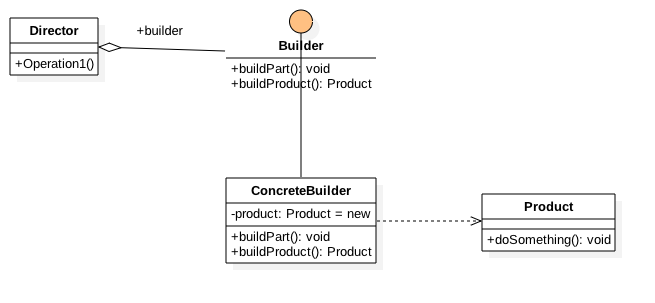 Director
+builder
Builder
+Operation1()
+buildPart(): void
+buildProduct(): Product
ConcreteBuilder
-product: Product = new
+buildPart(): void
+buildProduct(): Product
Product
+doSomething(): void